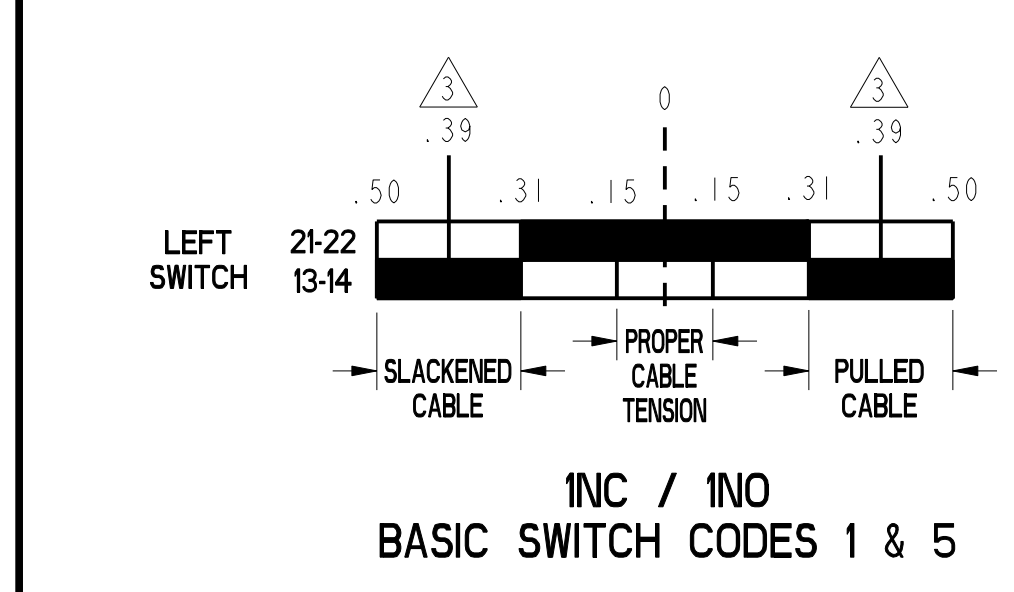 3 0 3
.39 .39
.50 .31 .15 .15 .31 .50
LEFT 21-22
SWITCH 13-14
PROPER
SLACKENED CABLE PULLED
CABLE TENSION CABLE
1NC / 1NO
BASIC SWITCH CODES 1 & 5